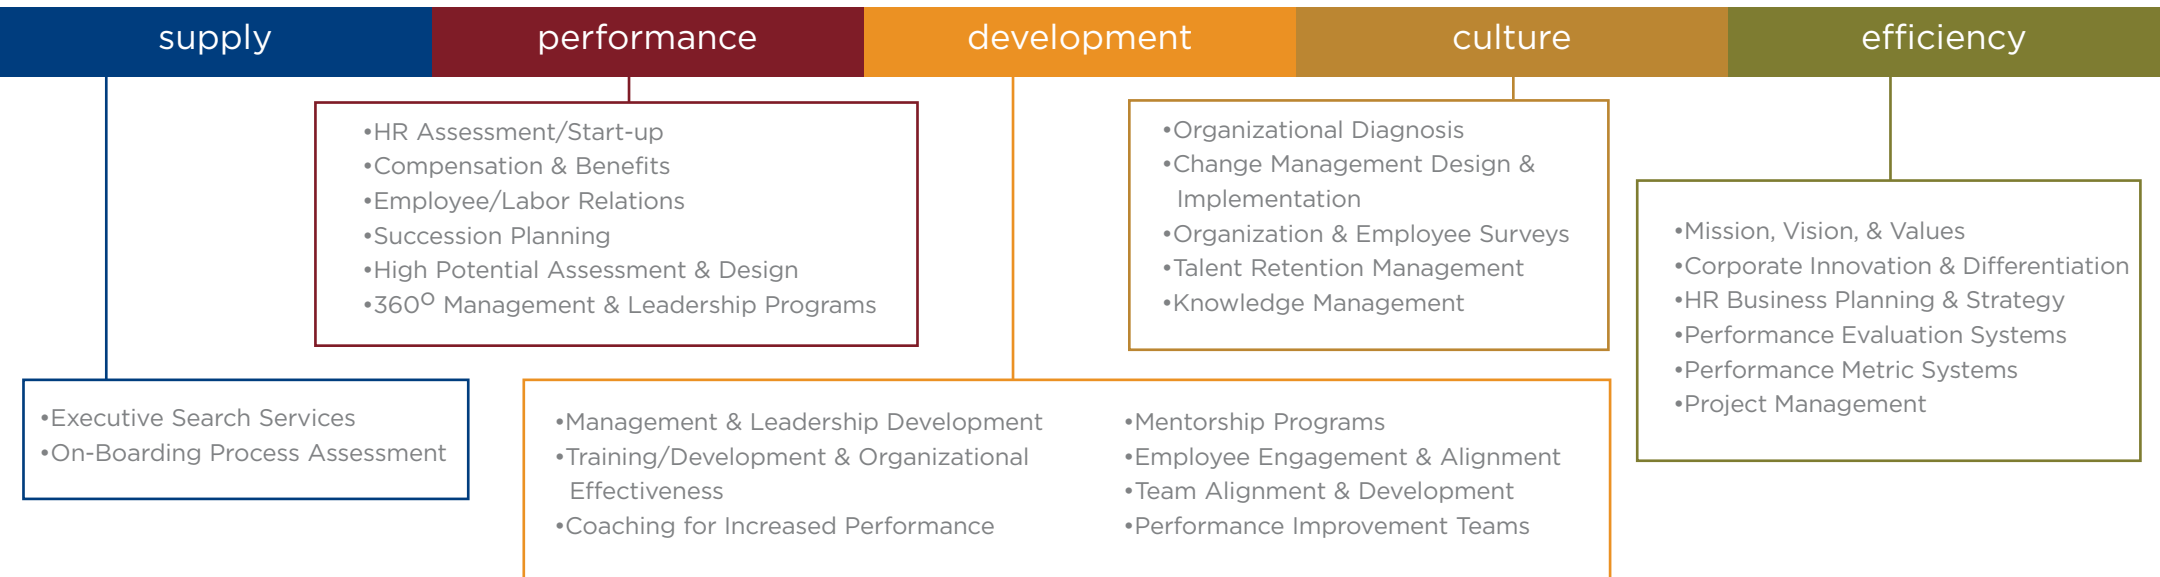 supply
performance
development
culture
efficiency
•HR Assessment/Start-up
•Compensation & Benefits
•Employee/Labor Relations
•Succession Planning
•High Potential Assessment & Design
•360O Management & Leadership Programs
•Organizational Diagnosis
•Change Management Design &
Implementation
•Organization & Employee Surveys
•Talent Retention Management
•Knowledge Management
•Mission, Vision, & Values
•Corporate Innovation & Differentiation
•HR Business Planning & Strategy
•Performance Evaluation Systems
•Performance Metric Systems
•Project Management
•Executive Search Services
•On-Boarding Process Assessment
•Management & Leadership Development
•Training/Development & Organizational
Effectiveness
•Coaching for Increased Performance
•Mentorship Programs
•Employee Engagement & Alignment
•Team Alignment & Development
•Performance Improvement Teams